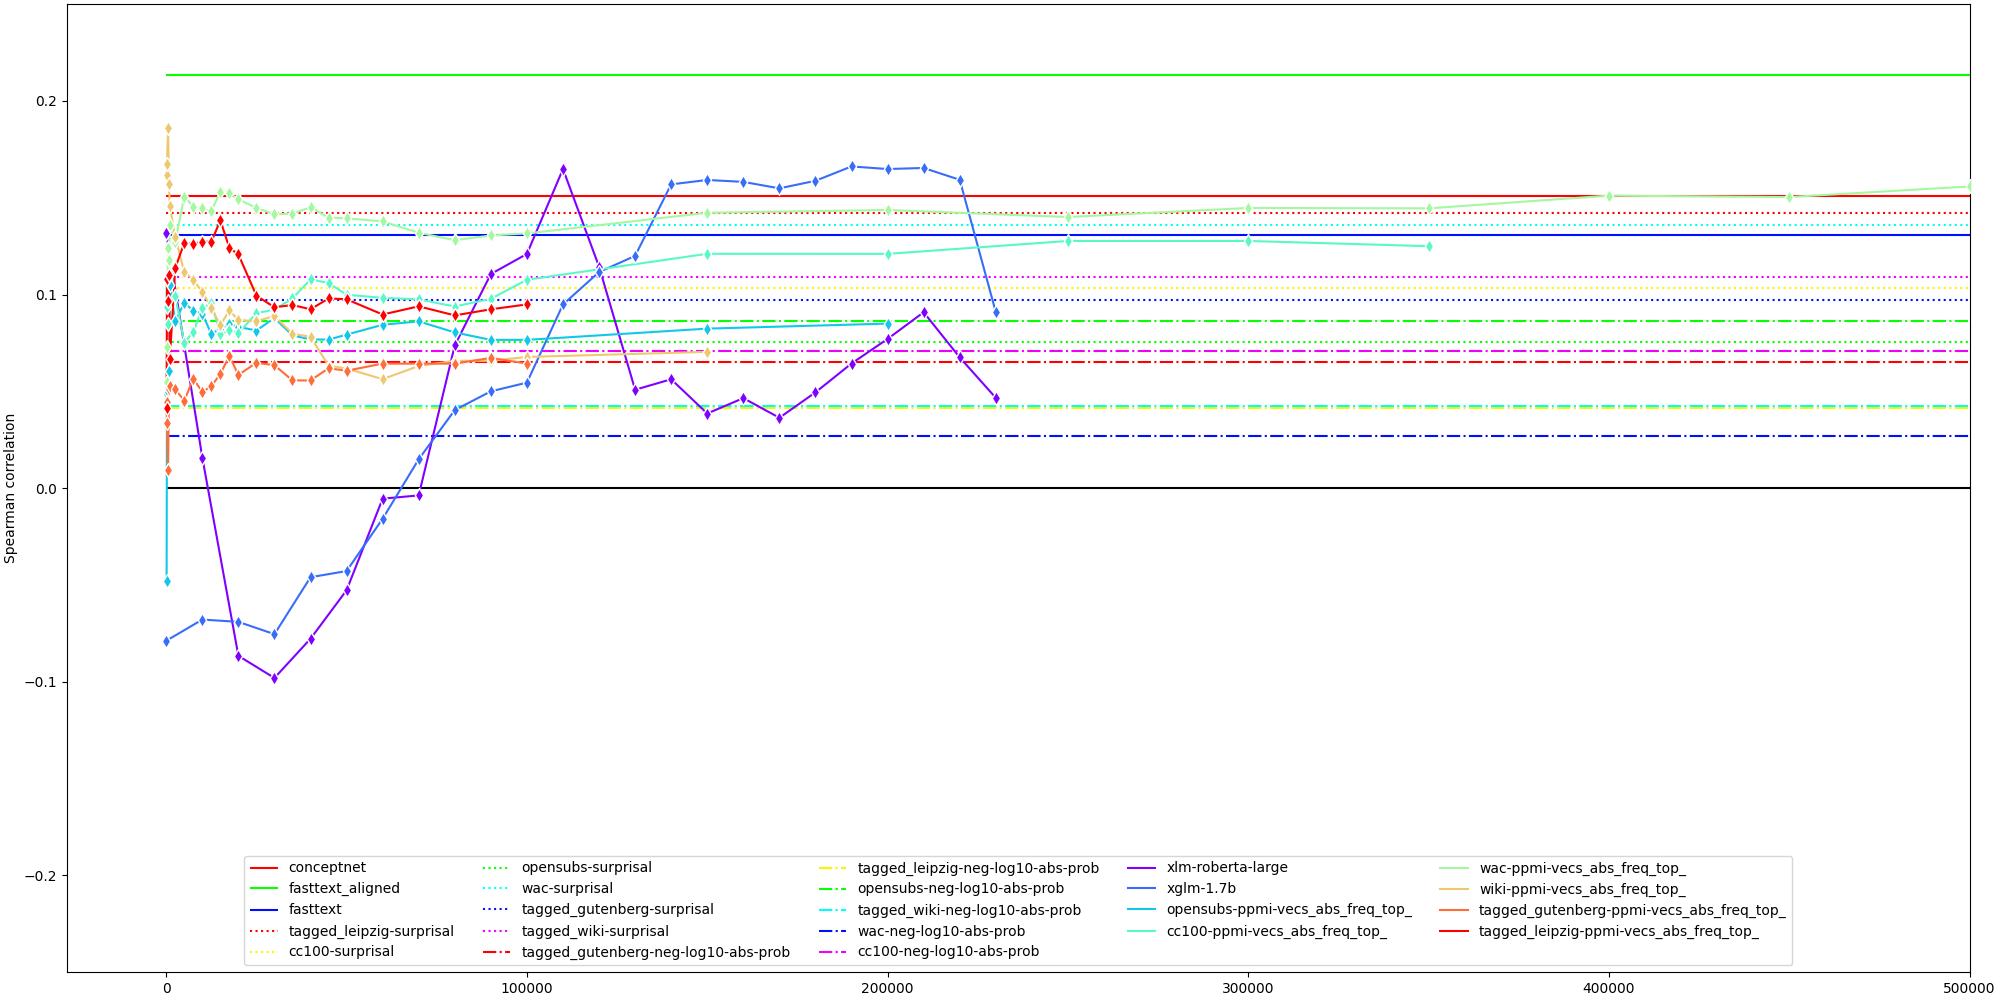 Spearman correlation
0.2
0.1
0.0
−0.1
−0.2
conceptnet
fasttext_aligned
fasttext
tagged_leipzig-surprisal
cc100-surprisal
opensubs-surprisal
wac-surprisal
tagged_gutenberg-surprisal
tagged_wiki-surprisal
tagged_gutenberg-neg-log10-abs-prob
tagged_leipzig-neg-log10-abs-prob
opensubs-neg-log10-abs-prob
tagged_wiki-neg-log10-abs-prob
wac-neg-log10-abs-prob
cc100-neg-log10-abs-prob
xlm-roberta-large
xglm-1.7b
opensubs-ppmi-vecs_abs_freq_top_
cc100-ppmi-vecs_abs_freq_top_
wac-ppmi-vecs_abs_freq_top_
wiki-ppmi-vecs_abs_freq_top_
tagged_gutenberg-ppmi-vecs_abs_freq_top_
tagged_leipzig-ppmi-vecs_abs_freq_top_
0 100000 200000 300000 400000 500000